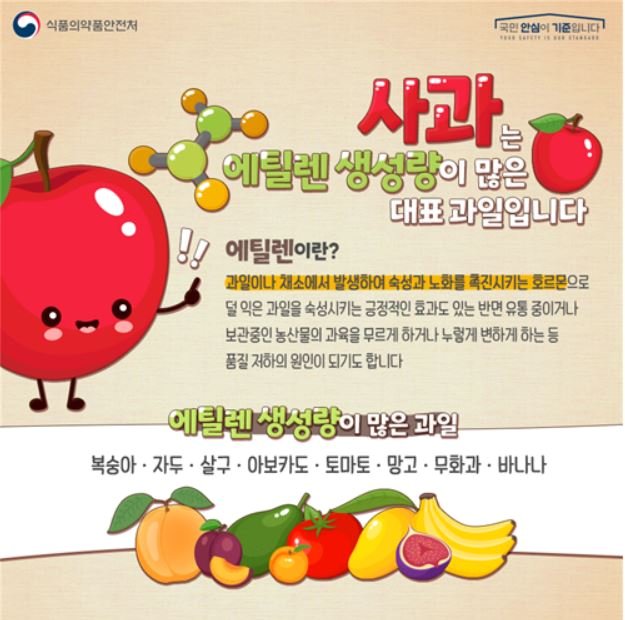 식품의약품안전처
국민 안심이 기준입니다
YOUR SAFETY IS OUR STANDARD
사과는
에틸렌 생성량이 많은
대표 과일입니다
!!
에틸렌이란?
과일이나 채소에서 발생하여 숙성과 노화를 촉진시키는 호르몬으로
덜 익은 과일을 숙성시키는 긍정적인 효과도 있는 반면 유통 중이거나
보관중인 농산물의 과육을 무르게 하거나 누렇게 변하게 하는 등
품질 저하의 원인이 되기도 합니다
에틸렌 생성량이 많은 과일
복숭아 · 자두 · 살구 · 아보카도 · 토마토 · 망고 · 무화과 · 바나나